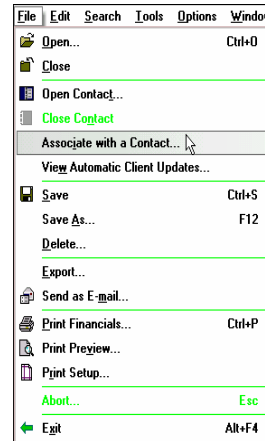 File Edit Search Tools Options Windo
Open... Ctrl+O
Close
Open Contact...
Close Contact
Associate with a Contact...
View Automatic Client Updates...
Save Ctrl+S
Save As... F12
Delete...
Export...
Send as E-mail...
Print Financials... Ctrl+P
Print Preview...
Print Setup...
Abort... Esc
Exit Alt+F4